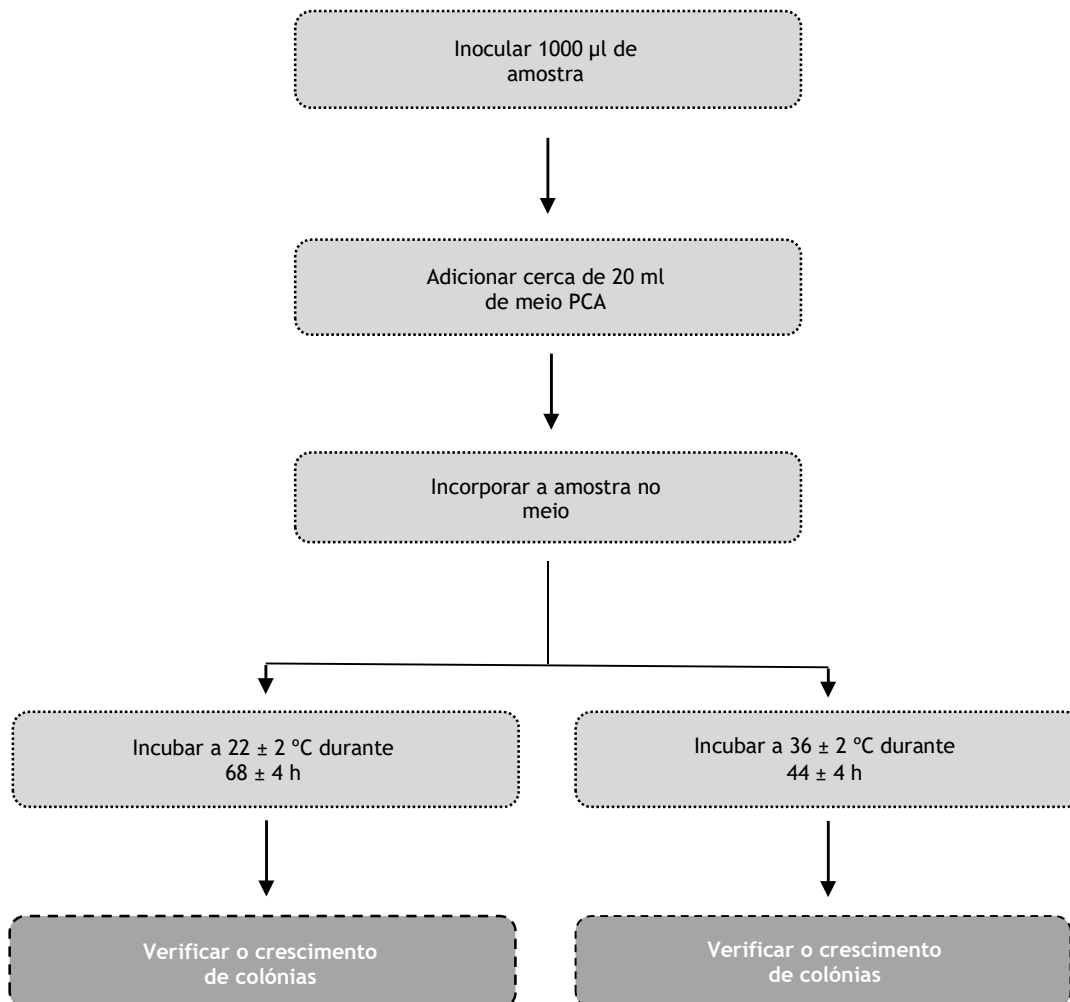 Inocular 1000 µl de
amostra
Adicionar cerca de 20 ml
de meio PCA
Incorporar a amostra no
meio
Incubar a 22 ± 2 ºC durante
68 ± 4 h
Incubar a 36 ± 2 ºC durante
44 ± 4 h
Verificar o crescimento
de colónias
Verificar o crescimento
de colónias